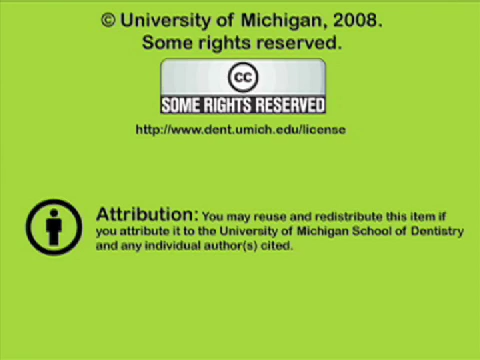 © University of Michigan, 2008.
Some rights reserved.
cc
SOME RIGHTS RESERVED
http://www.dent.umich.edu/license
Attribution: You may reuse and redistribute this item if
you attribute it to the University of Michigan School of Dentistry
and any individual author(s) cited.